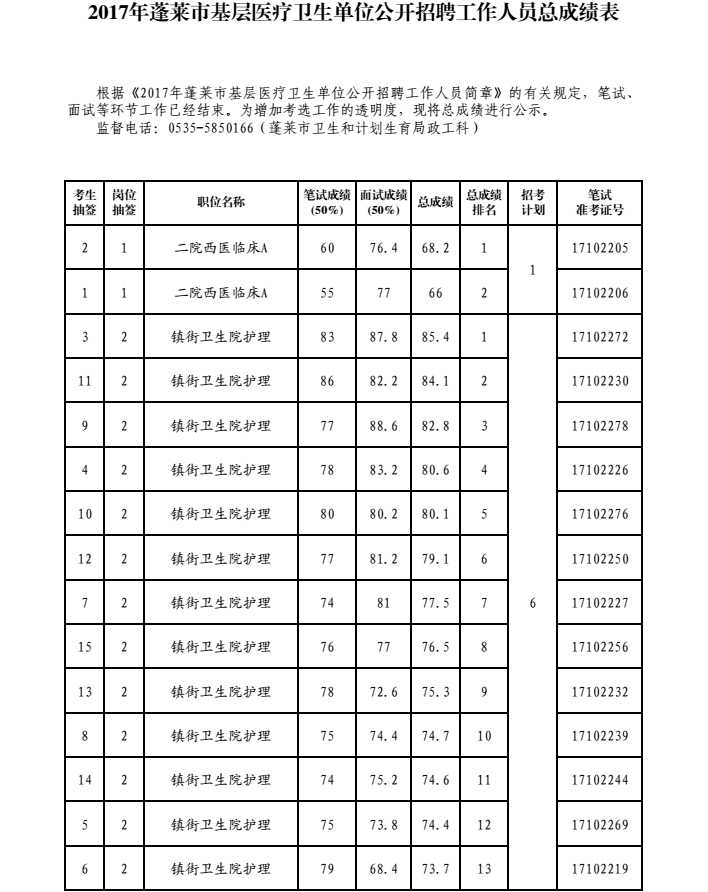 2017年蓬莱市基层医疗卫生单位公开招聘工作人员总成绩表
根据《2017年蓬莱市基层医疗卫生单位公开招聘工作人员简章》的有关规定，笔试、
面试等环节工作已经结束。为增加考选工作的透明度，现将总成绩进行公示。
监督电话：0535-5850166（蓬莱市卫生和计划生育局政工科）
考生抽签 岗位抽签 职位名称 笔试成绩(50%) 面试成绩(50%) 总成绩 总成绩排名 招考计划 笔试准考证号
2 1 二院西医临床A 60 76.4 68.2 1 1 17102205
1 1 二院西医临床A 55 77 66 2 17102206
3 2 镇街卫生院护理 83 87.8 85.4 1 6 17102272
11 2 镇街卫生院护理 86 82.2 84.1 2 17102230
9 2 镇街卫生院护理 77 88.6 82.8 3 17102278
4 2 镇街卫生院护理 78 83.2 80.6 4 17102226
10 2 镇街卫生院护理 80 80.2 80.1 5 17102276
12 2 镇街卫生院护理 77 81.2 79.1 6 17102250
7 2 镇街卫生院护理 74 81 77.5 7 17102227
15 2 镇街卫生院护理 76 77 76.5 8 17102256
13 2 镇街卫生院护理 78 72.6 75.3 9 17102232
8 2 镇街卫生院护理 75 74.4 74.7 10 17102239
14 2 镇街卫生院护理 74 75.2 74.6 11 17102244
5 2 镇街卫生院护理 75 73.8 74.4 12 17102269
6 2 镇街卫生院护理 79 68.4 73.7 13 17102219